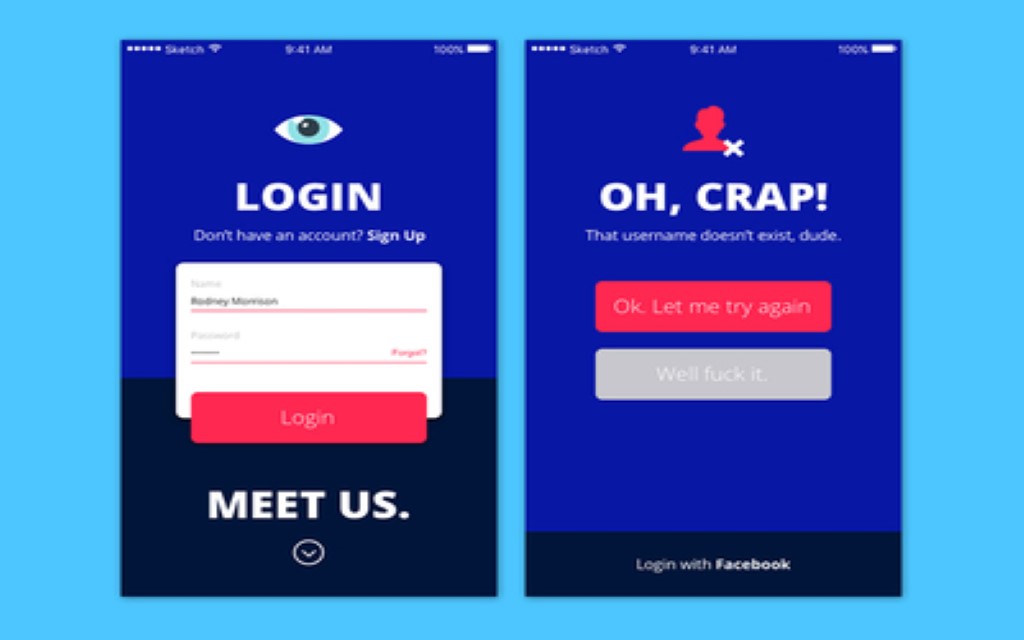 Sketch 9:41 AM 100%
LOGIN
Don't have an account? Sign Up
Name
Rodney Morrison
Password
Forgot?
Login
MEET US.
Sketch 9:41 AM 100%
OH, CRAP!
That username doesn't exist, dude.
Ok. Let me try again
Well fuck it.
Login with Facebook